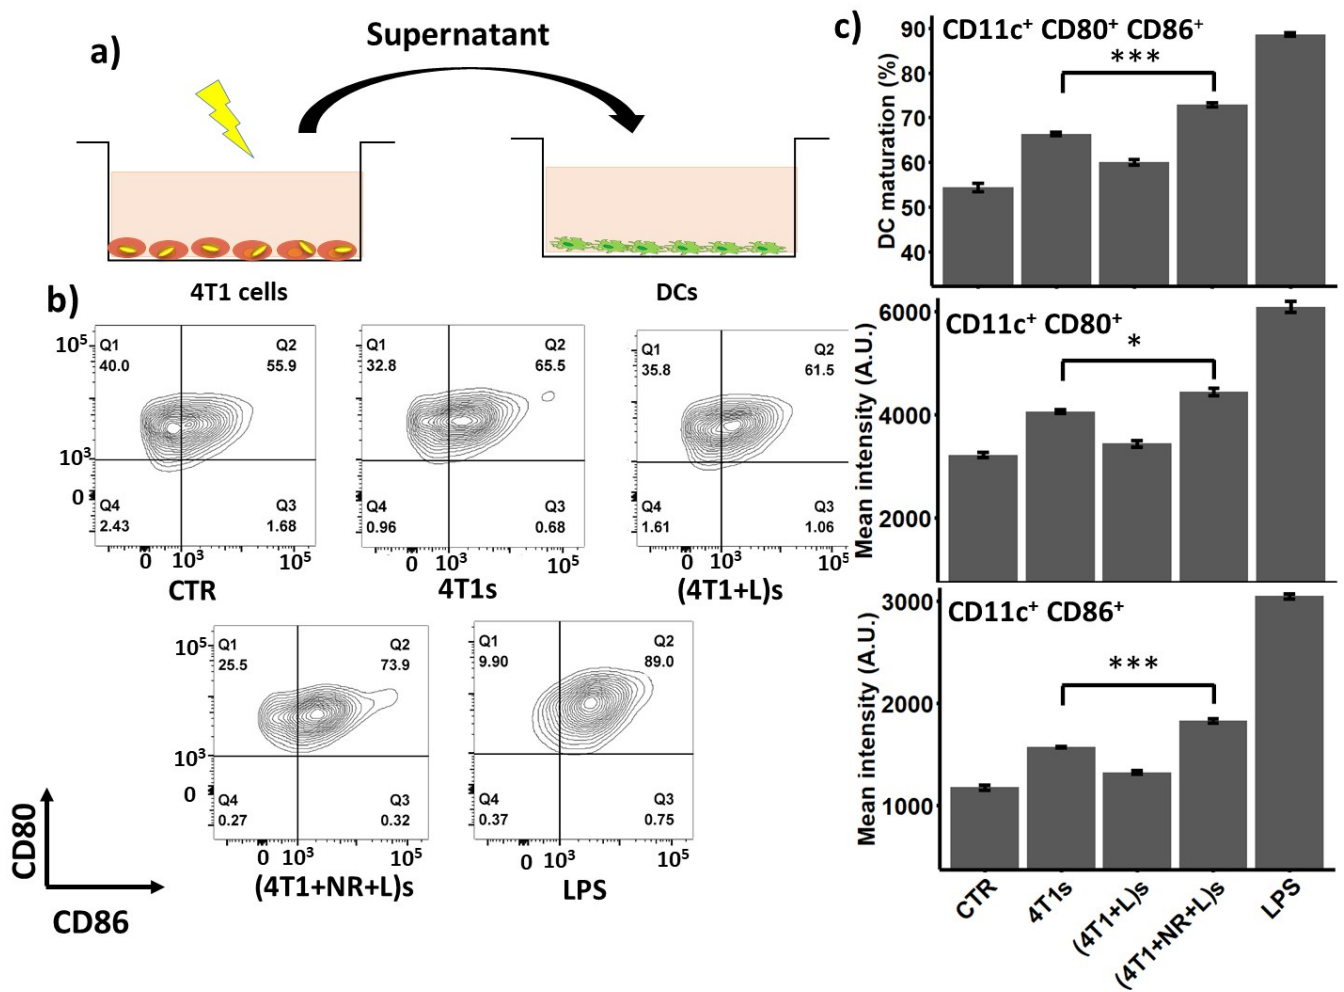 a)
Supernatant
4T1 cells
DCs
b)
10⁵
Q1
40.0
Q2
55.9
10³
0
Q4
2.43
Q3
1.68
0 10³ 10⁵
CTR
Q1
32.8
Q2
65.5
Q4
0.96
Q3
0.68
0 10³ 10⁵
4T1s
Q1
35.8
Q2
61.5
Q4
1.61
Q3
1.06
0 10³ 10⁵
(4T1+L)s
10⁵
Q1
25.5
Q2
73.9
10³
0
Q4
0.27
Q3
0.32
0 10³ 10⁵
(4T1+NR+L)s
Q1
9.90
Q2
89.0
Q4
0.37
Q3
0.75
0 10³ 10⁵
LPS
CD80
CD86
c)
CD11c⁺ CD80⁺ CD86⁺
***
DC maturation (%)
90
80
70
60
50
40
CD11c⁺ CD80⁺
*
Mean intensity (A.U.)
6000
4000
2000
CD11c⁺ CD86⁺
***
Mean intensity (A.U.)
3000
2000
1000
CTR
4T1s
(4T1+L)s
(4T1+NR+L)s
LPS